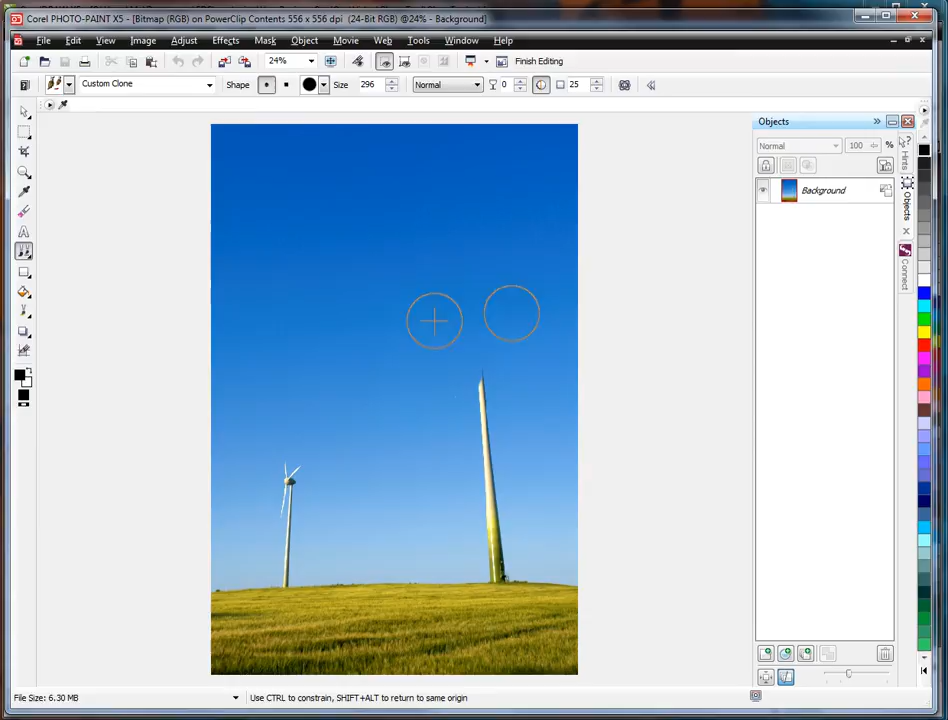 Corel PHOTO-PAINT X5 - [Bitmap (RGB) on PowerClip Contents 556 x 556 dpi (24-Bit RGB) @24% - Background]
File Edit View Image Adjust Effects Mask Object Movie Web Tools Window Help
24% Finish Editing
Custom Clone Shape Size 296 Normal 0 25
Objects
Normal 100 %
Background
Hints
Objects
Connect
File Size: 6.30 MB Use CTRL to constrain, SHIFT+ALT to return to same origin